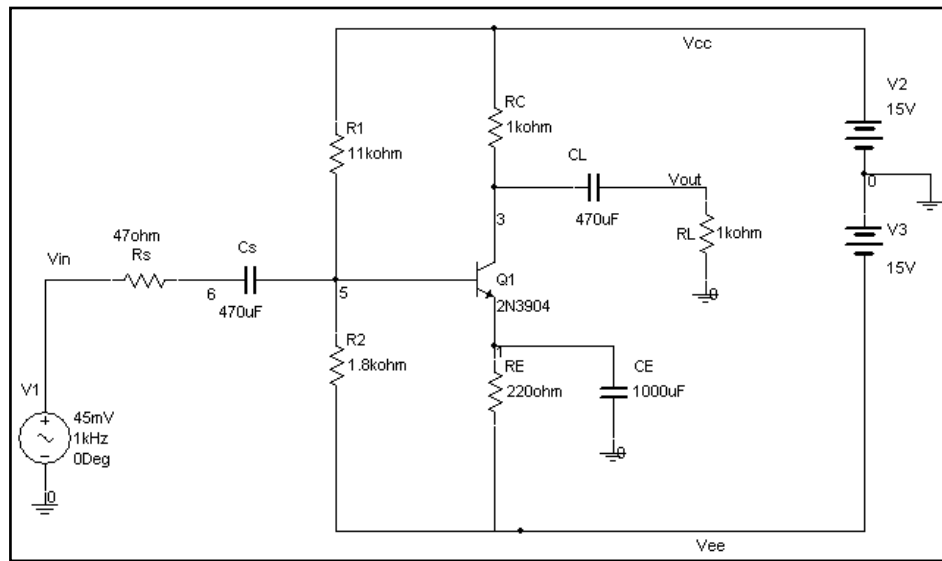 Vcc
V2
15V
RC
1kohm
R1
11kohm
CL
Vout
0
470uF
3
RL
1kohm
V3
15V
47ohm
Rs
Cs
Vin
6
470uF
5
Q1
2N3904
0
R2
1.8kohm
1
RE
220ohm
CE
1000uF
V1
45mV
1kHz
0Deg
0
0
Vee